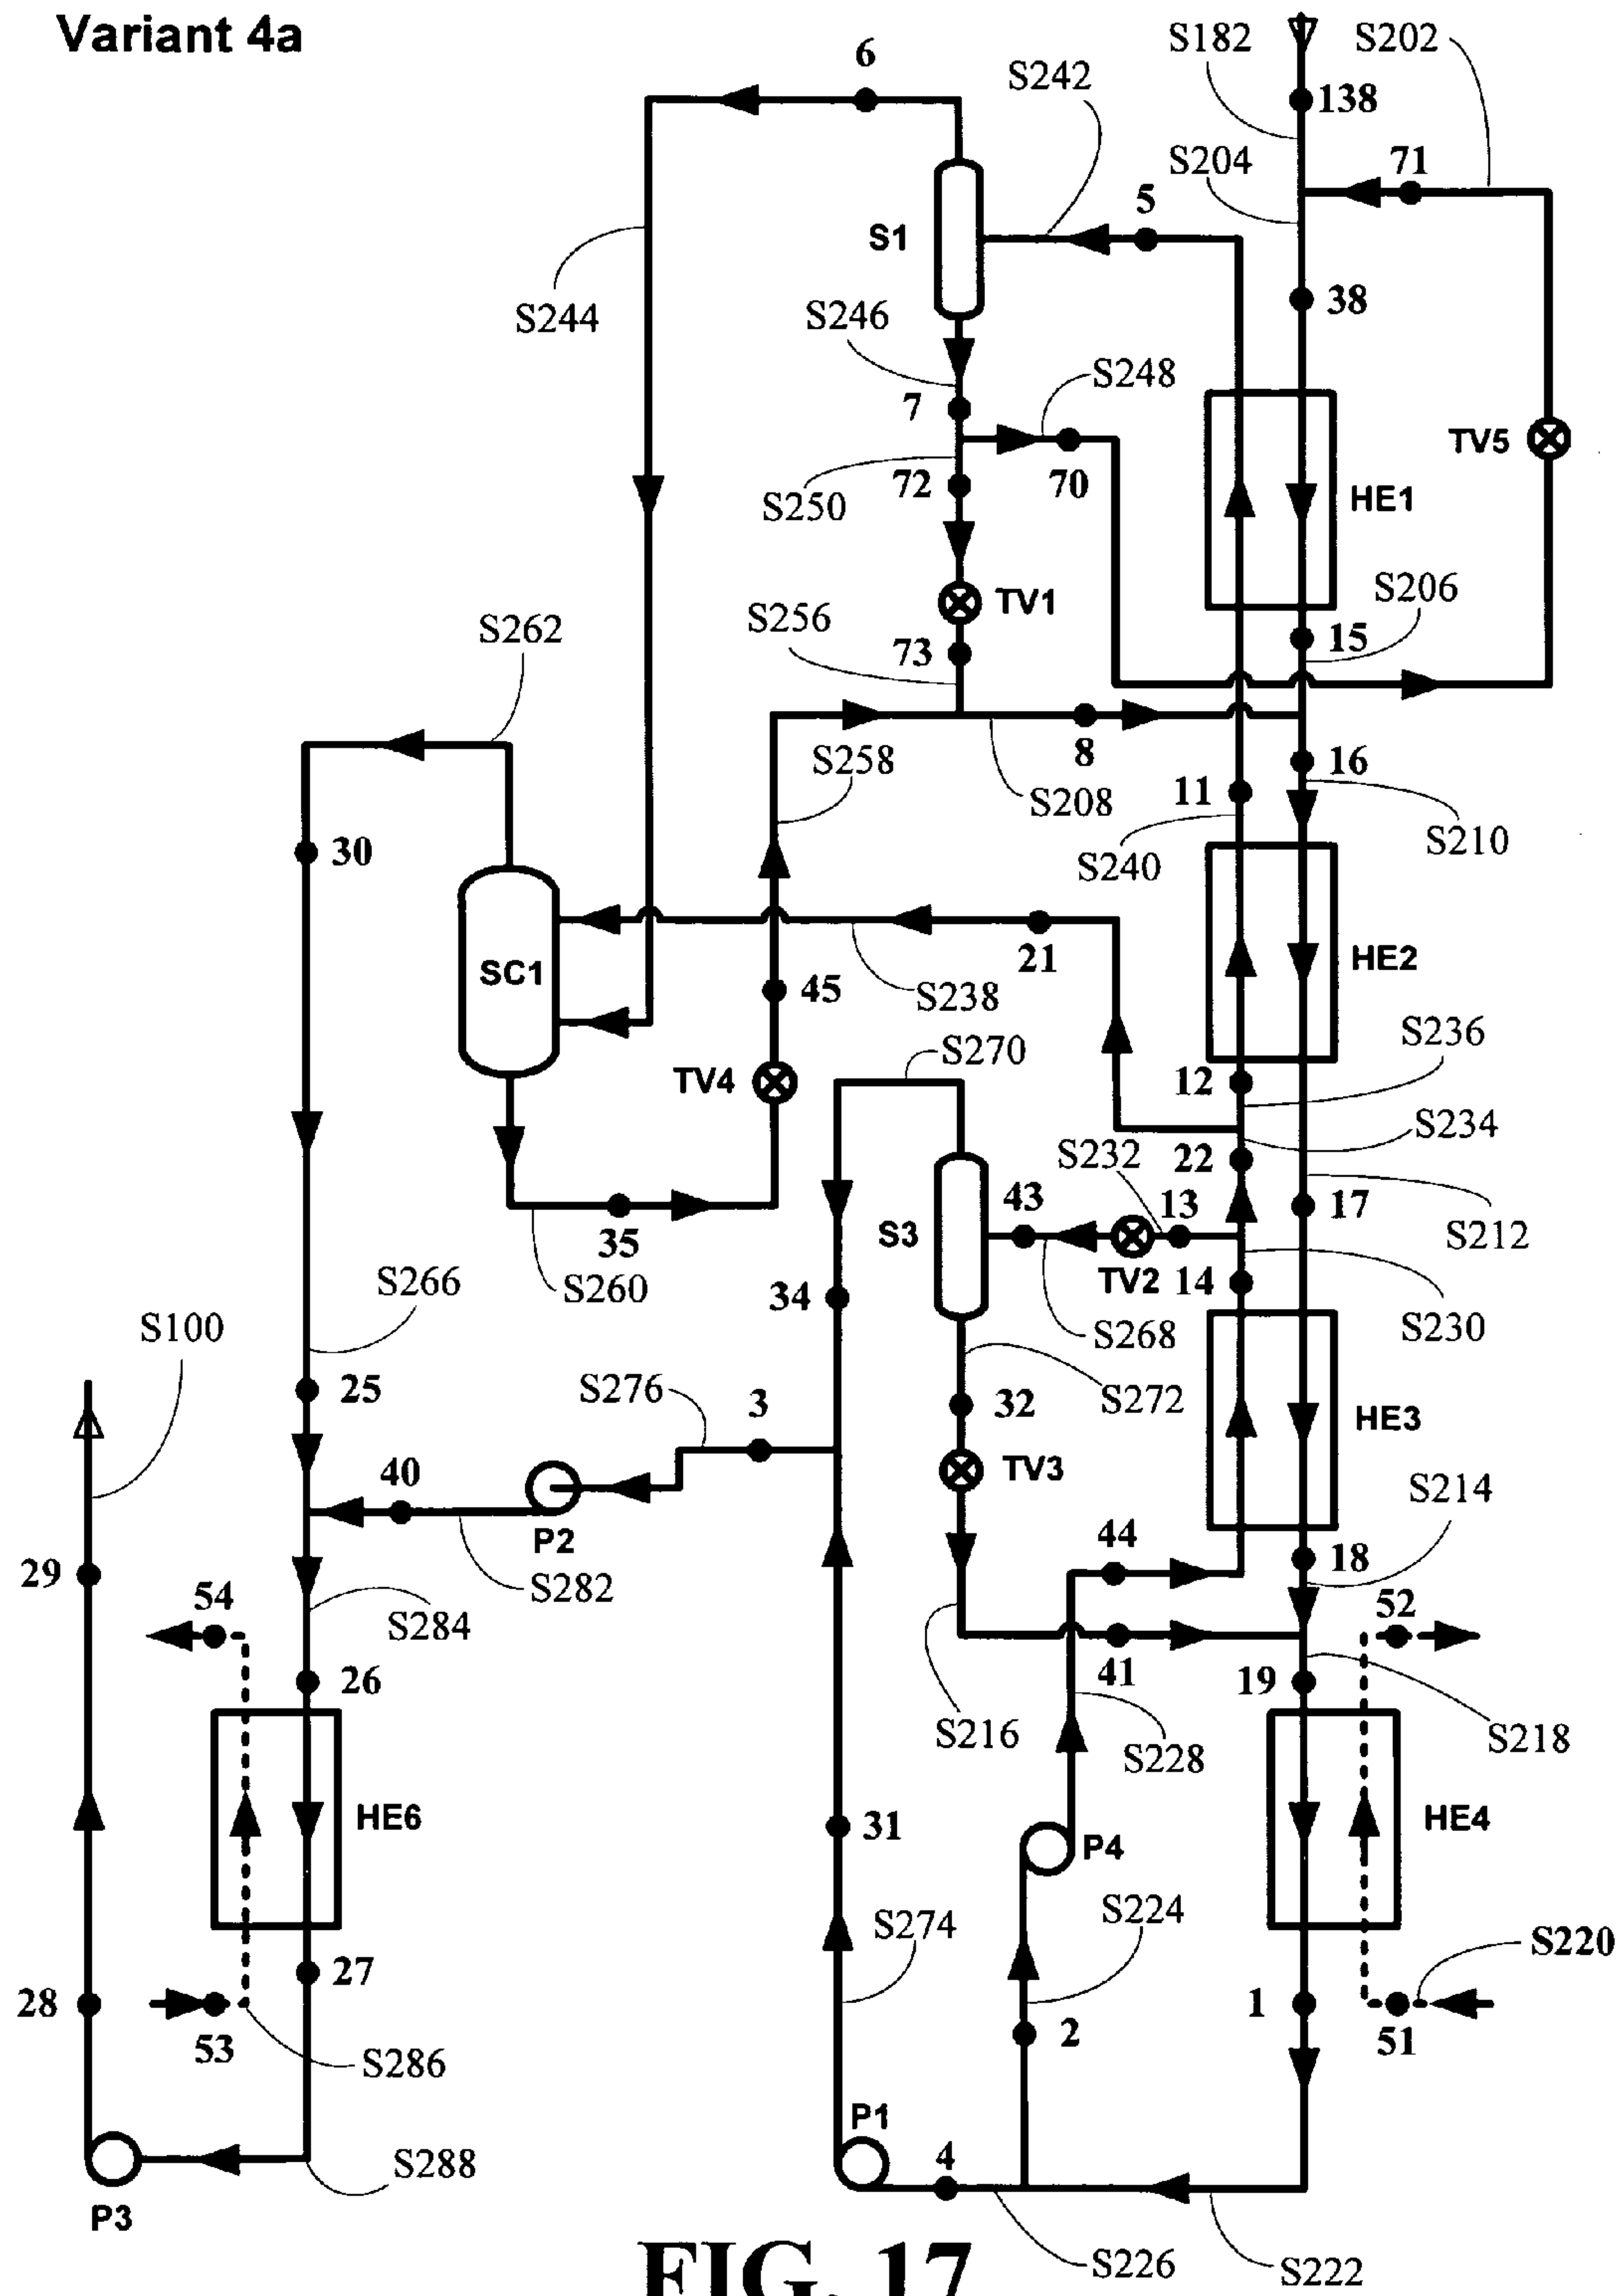 Variant 4a
6
S242
S182
S202
138
S204
71
5
S1
S244
S246
38
S248
7
TV5
S250
72
70
HE1
TV1
S256
S206
S262
73
15
S258
8
16
S208
11
30
S210
S240
SC1
21
HE2
45
S238
S236
S270
TV4
12
S234
S232
22
43
13
17
S3
35
S212
S260
TV2
14
S266
34
S268
S230
S100
25
S276
3
32
S272
HE3
TV3
40
S214
P2
44
18
29
S282
54
S284
52
41
26
19
S216
S218
S228
HE6
31
P4
HE4
S274
S224
S220
27
28
1
2
53
51
S286
P1
4
S288
P3
S226
S222
FIG. 17